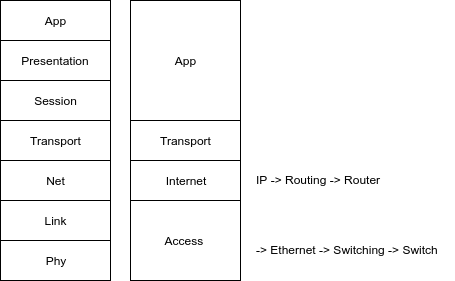 App
Presentation
Session
Transport
Net
Link
Phy
App
Transport
Internet
Access
IP -> Routing -> Router
-> Ethernet -> Switching -> Switch